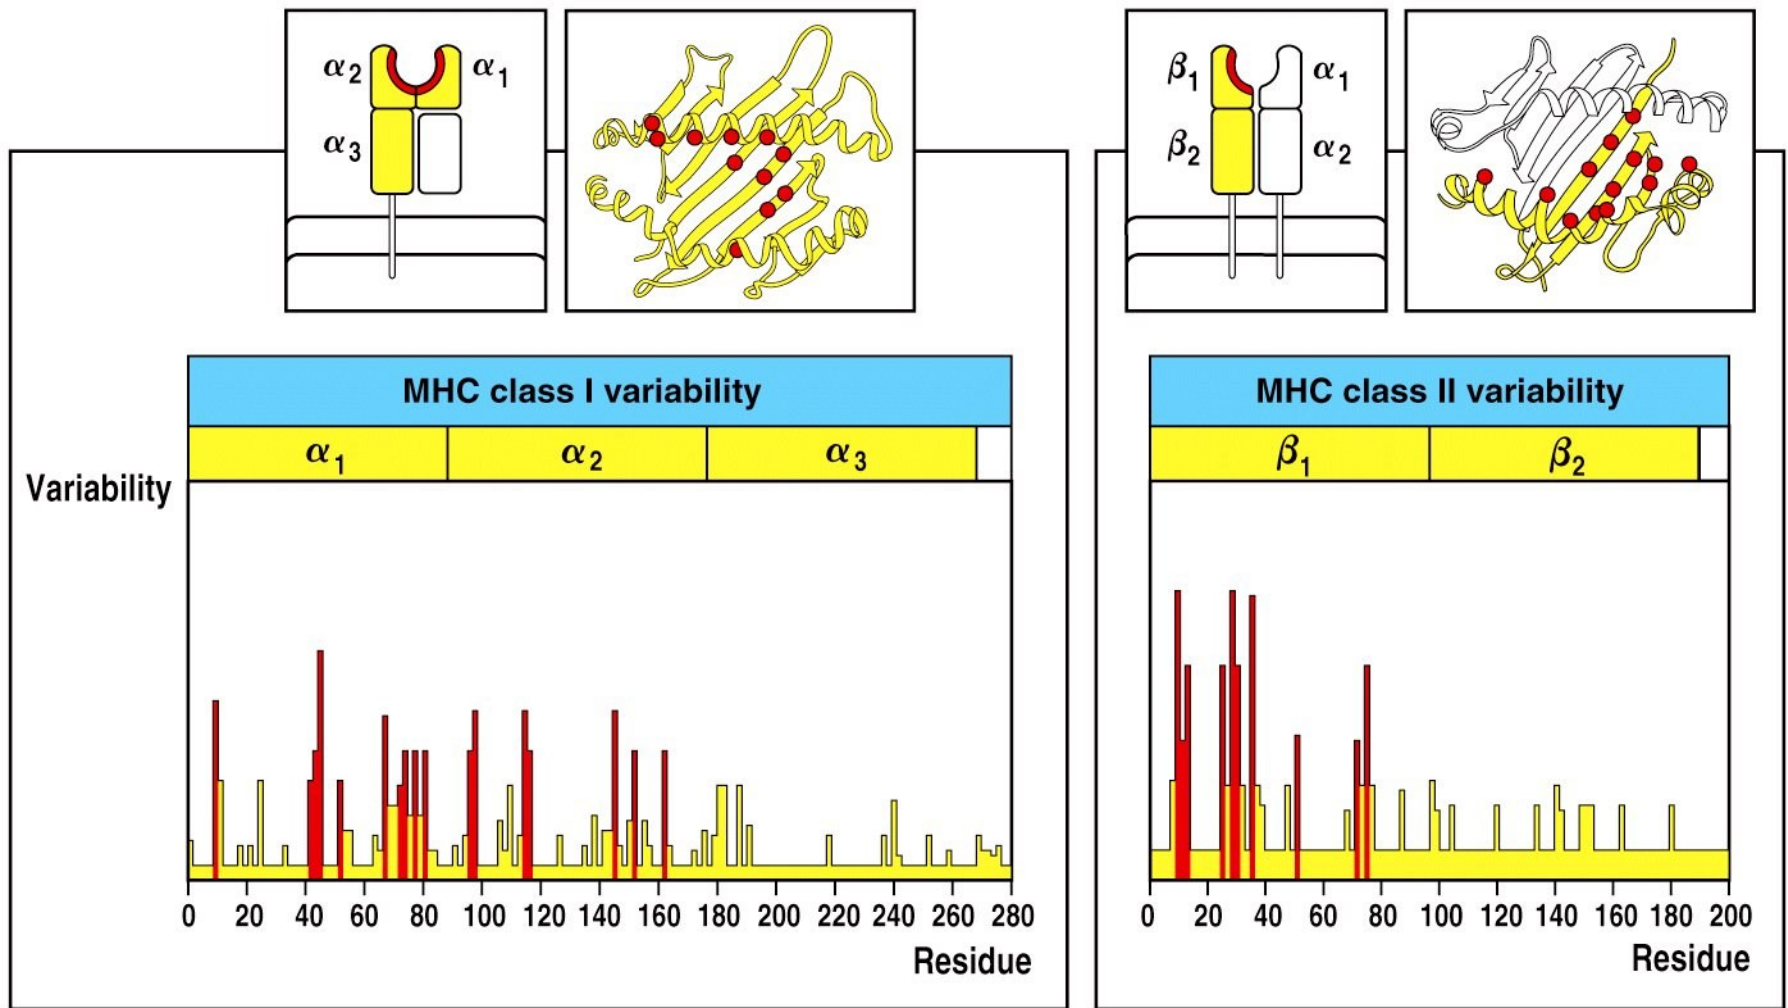 α2 α1
α3
β1 α1
β2 α2
MHC class I variability
α1 α2 α3
Variability
0 20 40 60 80 100 120 140 160 180 200 220 240 260 280
Residue
MHC class II variability
β1 β2
0 20 40 60 80 100 120 140 160 180 200
Residue